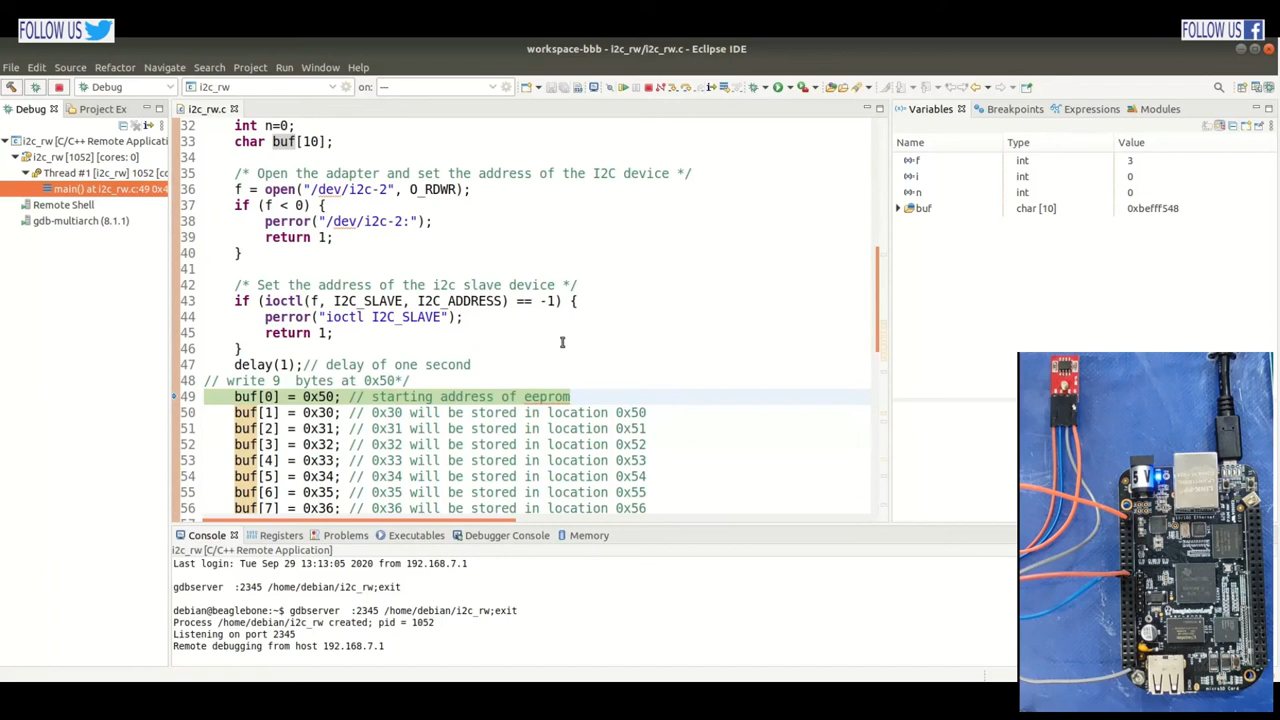 FOLLOW US
FOLLOW US
workspace-bbb - i2c_rw/i2c_rw.c - Eclipse IDE
File Edit Source Refactor Navigate Search Project Run Window Help
Debug i2c_rw on: —
Debug Project Ex
i2c_rw [C/C++ Remote Applicati
i2c_rw [1052] [cores: 0]
Thread #1 [i2c_rw] 1052 [co
main() at i2c_rw.c:49 0x4
Remote Shell
gdb-multiarch (8.1.1)
i2c_rw.c
32 int n=0;
33 char buf[10];
34
35 /* Open the adapter and set the address of the I2C device */
36 f = open("/dev/i2c-2", O_RDWR);
37 if (f < 0) {
38 perror("/dev/i2c-2:");
39 return 1;
40 }
41
42 /* Set the address of the i2c slave device */
43 if (ioctl(f, I2C_SLAVE, I2C_ADDRESS) == -1) {
44 perror("ioctl I2C_SLAVE");
45 return 1;
46 }
47 delay(1);// delay of one second
48 // write 9 bytes at 0x50*/
49 buf[0] = 0x50; // starting address of eeprom
50 buf[1] = 0x30; // 0x30 will be stored in location 0x50
51 buf[2] = 0x31; // 0x31 will be stored in location 0x51
52 buf[3] = 0x32; // 0x32 will be stored in location 0x52
53 buf[4] = 0x33; // 0x33 will be stored in location 0x53
54 buf[5] = 0x34; // 0x34 will be stored in location 0x54
55 buf[6] = 0x35; // 0x35 will be stored in location 0x55
56 buf[7] = 0x36; // 0x36 will be stored in location 0x56
Variables Breakpoints Expressions Modules
Name Type Value
f int 3
i int 0
n int 0
buf char [10] 0xbefff548
Console Registers Problems Executables Debugger Console Memory
i2c_rw [C/C++ Remote Application]
Last login: Tue Sep 29 13:13:05 2020 from 192.168.7.1
gdbserver :2345 /home/debian/i2c_rw;exit
debian@beaglebone:~$ gdbserver :2345 /home/debian/i2c_rw;exit
Process /home/debian/i2c_rw created; pid = 1052
Listening on port 2345
Remote debugging from host 192.168.7.1